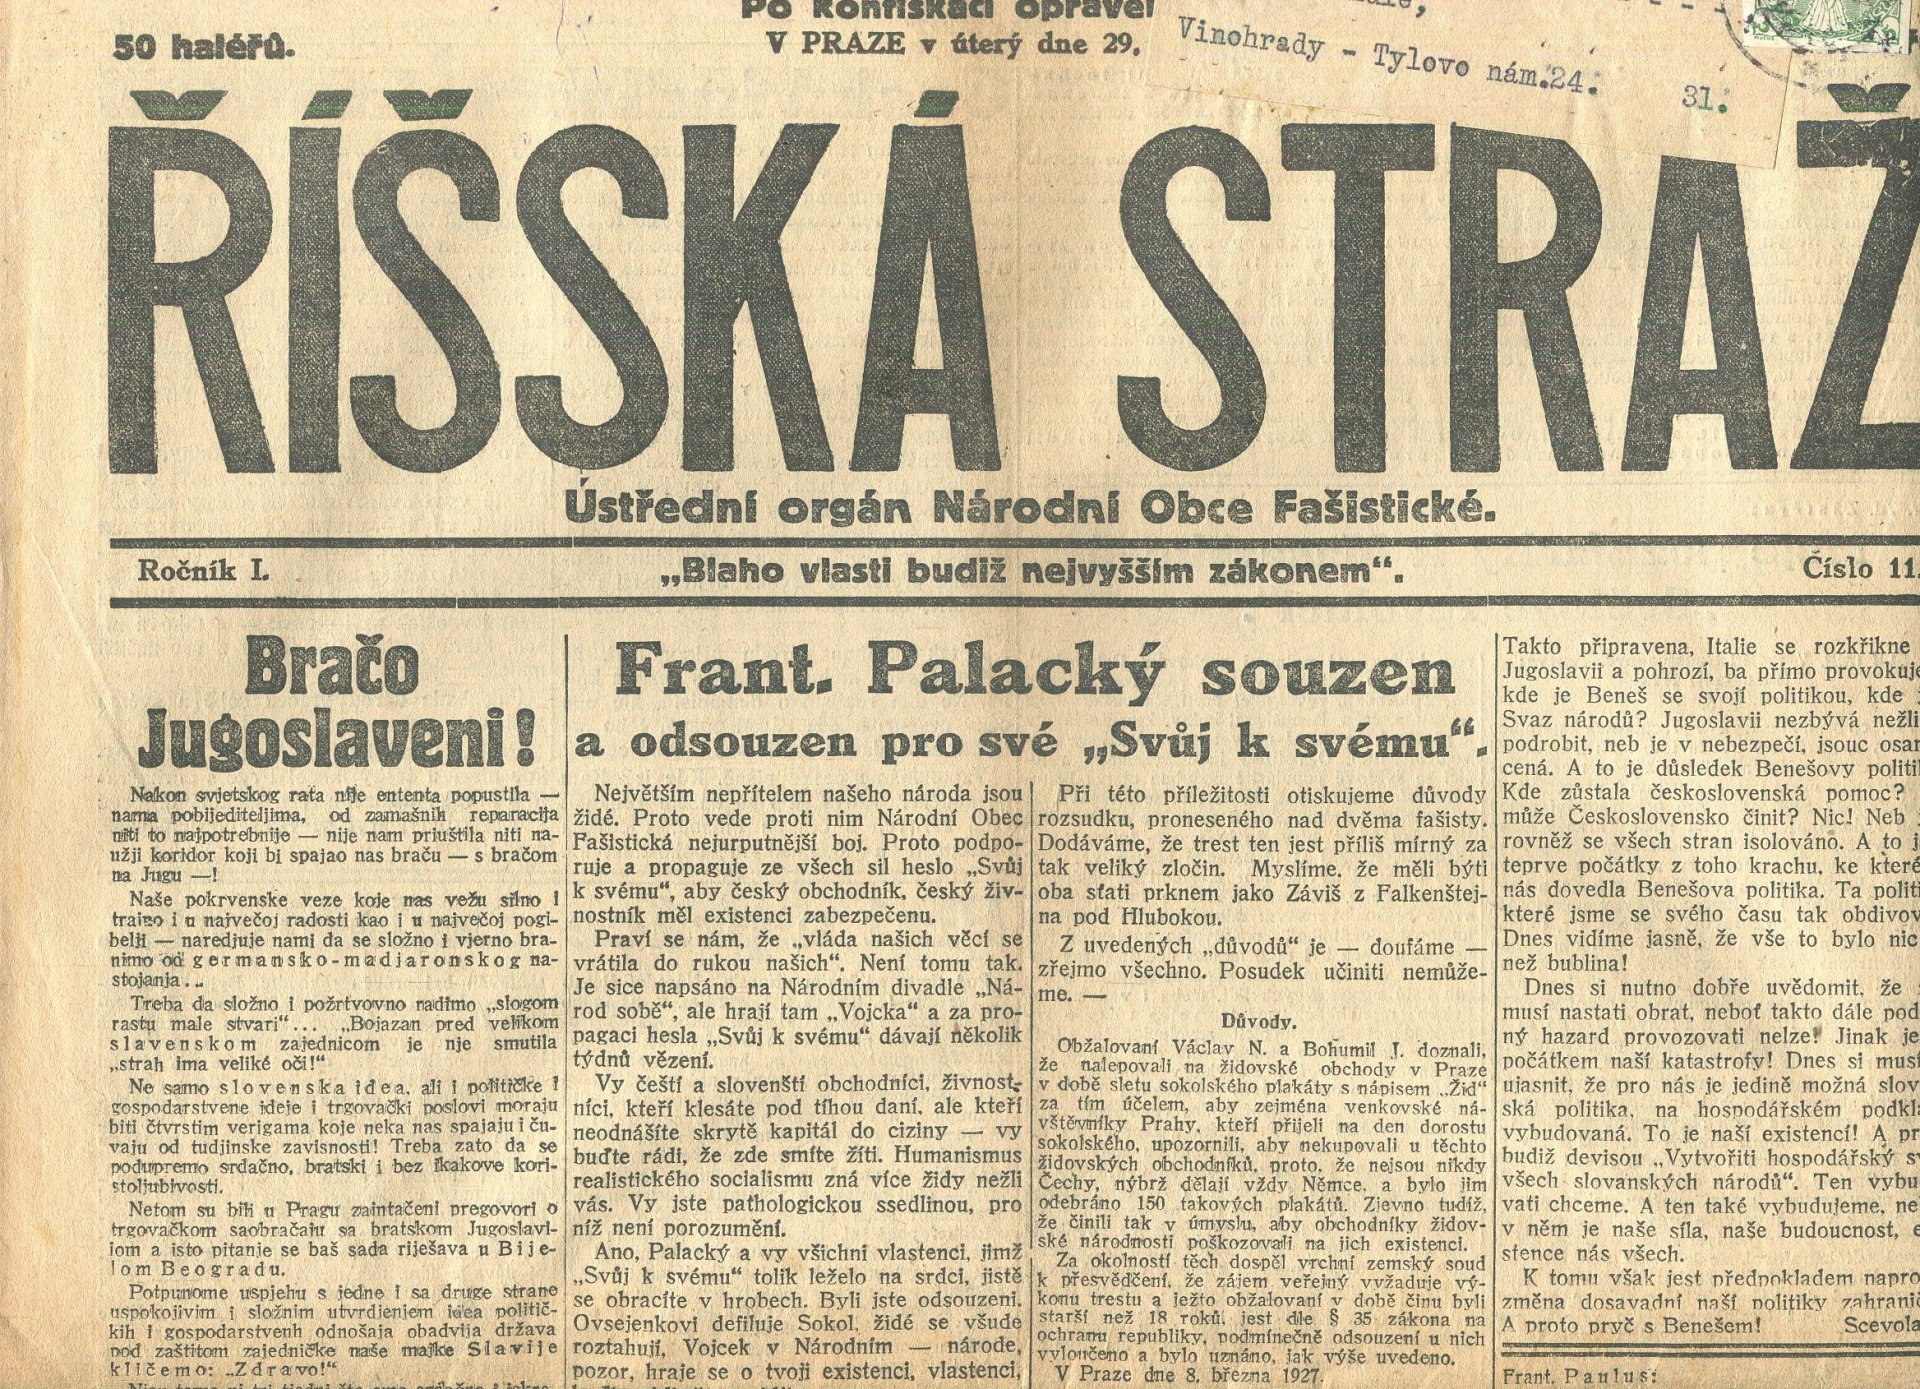 Po konfiskaci opravené
50 haléřů.
V PRAZE v úterý dne 29.
Vinohrady - Tylovo nám.24.
31.
ŘÍŠSKÁ STRAŽ
Ústřední orgán Národní Obce Fašistické.
Ročník I.
„Blaho vlasti budiž nejvyšším zákonem“.
Číslo 11.
Bračo
Jugoslaveni!
Nakon svjetskog rata nije ententa popustila —
nama pobijediteljima, od zamašnik reparacija
niti to najpotrebnije — nije nam priuštila niti na-
užji koridor koji bi spajao nas braču — s bračom
na Jugu —!
Naše pokrvenske veze koje nas vežu silno i
trajno i u največoj radosti kao i u največoj pogi-
belji — naredjuje nami da se složno i vjerno bra-
nimo od germansko-madjaronskog na-
stojanja...
Treba da složno i požrtvovno nadimo „slogom
rastu male stvari“... „Bojazan pred velikom
slavenskom zajednicom je nje smutila
„strah ima veliké oči!“
Ne samo slovenska idea, ali i političke i
gospodarstvene ideje i trgovački poslovi moraju
biti čtvrstim verigama koje neka nas spajaju i ču-
vaju od tudjinske zavisnosti! Treba zato da se
podupremo srdačno, bratski i bez ikakove kori-
stoljubivosti.
Netom su bili u Pragu zaintačeni pregovori o
trgovačkom saobračaju sa bratskom Jugoslavi-
jom a isto pitanje se baš sada riješava u Bije-
lom Beogradu.
Potpunome uspjehu s jedne i sa druge strane
uspokojivim i složnim utvrdjenjem idea politič-
kih i gospodarstvenh odnošaja obadvija država
pod zaštitom zajedničke naše majke Slavije
kličemo: „Zdravo!“
Frant. Palacký souzen
a odsouzen pro své „Svůj k svému“.
Největším nepřítelem našeho národa jsou
židé. Proto vede proti nim Národní Obec
Fašistická nejurputnější boj. Proto podpo-
ruje a propaguje ze všech sil heslo „Svůj
k svému“, aby český obchodník, český živ-
nostník měl existenci zabezpečenu.
Praví se nám, že „vláda našich věcí se
vrátila do rukou našich“. Není tomu tak.
Je sice napsáno na Národním divadle „Ná-
rod sobě“, ale hrají tam „Vojcka“ a za pro-
pagaci hesla „Svůj k svému“ dávají několik
týdnů vězení.
Vy čeští a slovenští obchodníci, živnost-
níci, kteří klesáte pod tíhou daní, ale kteří
neodnášíte skrytě kapitál do ciziny — vy
buďte rádi, že zde smíte žíti. Humanismus
realistického socialismu zná více židy nežli
vás. Vy jste pathologickou ssedlinou, pro
níž není porozumění.
Ano, Palacký a vy všichni vlastenci, jimž
„Svůj k svému“ tolik leželo na srdci, jistě
se obracíte v hrobech. Byli jste odsouzeni.
Ovsejenkovi defiluje Sokol, židé se všude
roztahují, Vojcek v Národním — národe,
pozor, hraje se o tvoji existenci, vlastenci,
Při této příležitosti otiskujeme důvody
rozsudku, proneseného nad dvěma fašisty.
Dodáváme, že trest ten jest příliš mírný za
tak veliký zločin. Myslíme, že měli býti
oba sťati prknem jako Záviš z Falkenštej-
na pod Hlubokou.
Z uvedených „důvodů“ je — doufáme —
zřejmo všechno. Posudek učiniti nemůže-
me. —
Důvody.
Obžalovaní Václav N. a Bohumil J. doznali,
že nalepovali na židovské obchody v Praze
v době sletu sokolského plakáty s nápisem „Žid“
za tím účelem, aby zejména venkovské ná-
vštěvníky Prahy, kteří přijeli na den dorostu
sokolského, upozornili, aby nekupovali u těchto
židovských obchodníků, proto, že nejsou nikdy
Čechy, nýbrž dělají vždy Němce, a bylo jim
odebráno 150 takových plakátů. Zjevno tudíž,
že činili tak v úmyslu, aby obchodníky židov-
ské národnosti poškozovali na jich existenci.
Za okolností těch dospěl vrchní zemský soud
k přesvědčení, že zájem veřejný vyžaduje vý-
konu trestu a ježto obžalovaní v době činu byli
starší než 18 roků, jest dle § 35 zákona na
ochranu republiky, podmínečně odsouzení u nich
vyloučeno a bylo uznáno, jak výše uvedeno.
V Praze dne 8. března 1927.
Takto připravena, Italie se rozkřikne
Jugoslavii a pohrozí, ba přímo provokuje
kde je Beneš se svojí politikou, kde
Svaz národů? Jugoslavii nezbývá nežli
podrobit, neb je v nebezpečí, jsouc osam
cená. A to je důsledek Benešovy politik
Kde zůstala československá pomoc?
může Československo činit? Nic! Neb
rovněž se všech stran isolováno. A to j
teprve počátky z toho krachu, ke které
nás dovedla Benešova politika. Ta politi
které jsme se svého času tak obdivov
Dnes vidíme jasně, že vše to bylo nic
než bublina!
Dnes si nutno dobře uvědomit, že
musí nastati obrat, neboť takto dále pod
ný hazard provozovati nelze! Jinak je
počátkem naší katastrofy! Dnes si musí
ujasnit, že pro nás je jedině možná slov
ská politika, na hospodářském podkla
vybudovaná. To je naší existencí! A pr
budiž devisou „Vytvořiti hospodářský sv
všech slovanských národů“. Ten vybu
vati chceme. A ten také vybudujeme, ne
v něm je naše síla, naše budoucnost, e
stence nás všech.
K tomu však jest předpokladem napro
změna dosavadní naší politiky zahranič
A proto pryč s Benešem! Scevola
Frant. Paulus: